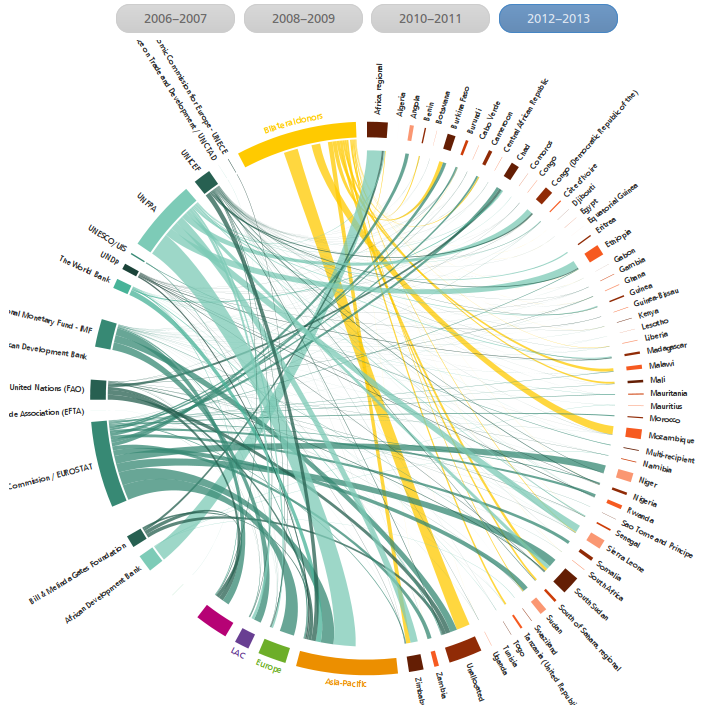 2006–2007
2008–2009
2010–2011
2012–2013
Bilateral donors
Africa, regional
Algeria
Angola
Benin
Botswana
Burkina Faso
Burundi
Cabo Verde
Cameroon
Central African Republic
Chad
Comoros
Congo
Congo (Democratic Republic of the)
Côte d'Ivoire
Djibouti
Egypt
Equatorial Guinea
Eritrea
Ethiopia
Gabon
Gambia
Ghana
Guinea
Guinea-Bissau
Kenya
Lesotho
Liberia
Madagascar
Malawi
Mali
Mauritania
Mauritius
Morocco
Mozambique
Multi-recipient
Namibia
Niger
Nigeria
Rwanda
Sao Tome and Principe
Senegal
Sierra Leone
Somalia
South Africa
South Sudan
South of Sahara, regional
Sudan
Swaziland
Tanzania (United Republ
Togo
Tunisia
Uganda
Unallocated
Zambia
Zimbab
Asia-Pacific
Europe
LAC
African Development Bank
Bill & Melinda Gates Foundation
Commission / EUROSTAT
de Association (EFTA)
United Nations (FAO)
can Development Bank
nal Monetary Fund - IMF
The World Bank
UNDP
UNESCO/UIS
UNFPA
UNICEF
ce on Trade and Development / UNCTAD
omic Commission for Europe - UNECE